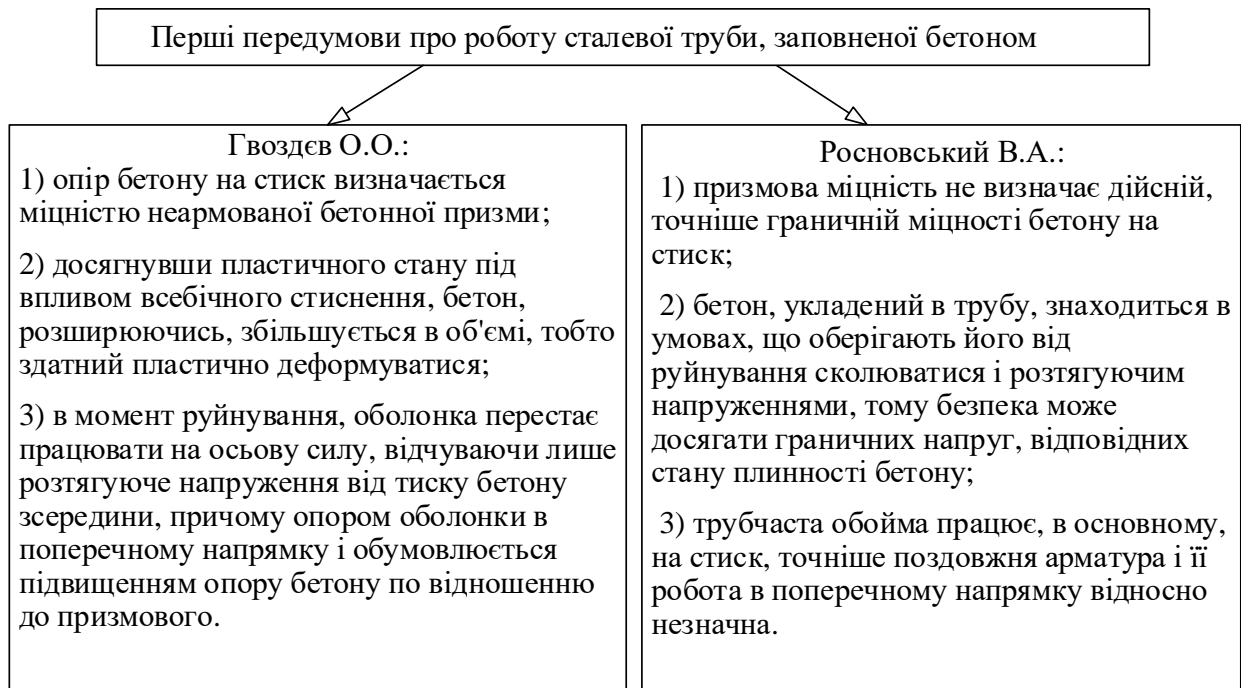 Перші передумови про роботу сталевої труби, заповненої бетоном
Гвоздєв О.О.:
1) опір бетону на стиск визначається
міцністю неармованої бетонної призми;
2) досягнувши пластичного стану під
впливом всебічного стиснення, бетон,
розширюючись, збільшується в об'ємі, тобто
здатний пластично деформуватися;
3) в момент руйнування, оболонка перестає
працювати на осьову силу, відчуваючи лише
розтягуюче напруження від тиску бетону
зсередини, причому опором оболонки в
поперечному напрямку і обумовлюється
підвищенням опору бетону по відношенню
до призмового.
Росновський В.А.:
1) призмова міцність не визначає дійсній,
точніше граничній міцності бетону на
стиск;
2) бетон, укладений в трубу, знаходиться в
умовах, що оберігають його від
руйнування сколюватися і розтягуючим
напруженнями, тому безпека може
досягати граничних напруг, відповідних
стану плинності бетону;
3) трубчаста обойма працює, в основному,
на стиск, точніше поздовжня арматура і її
робота в поперечному напрямку відносно
незначна.